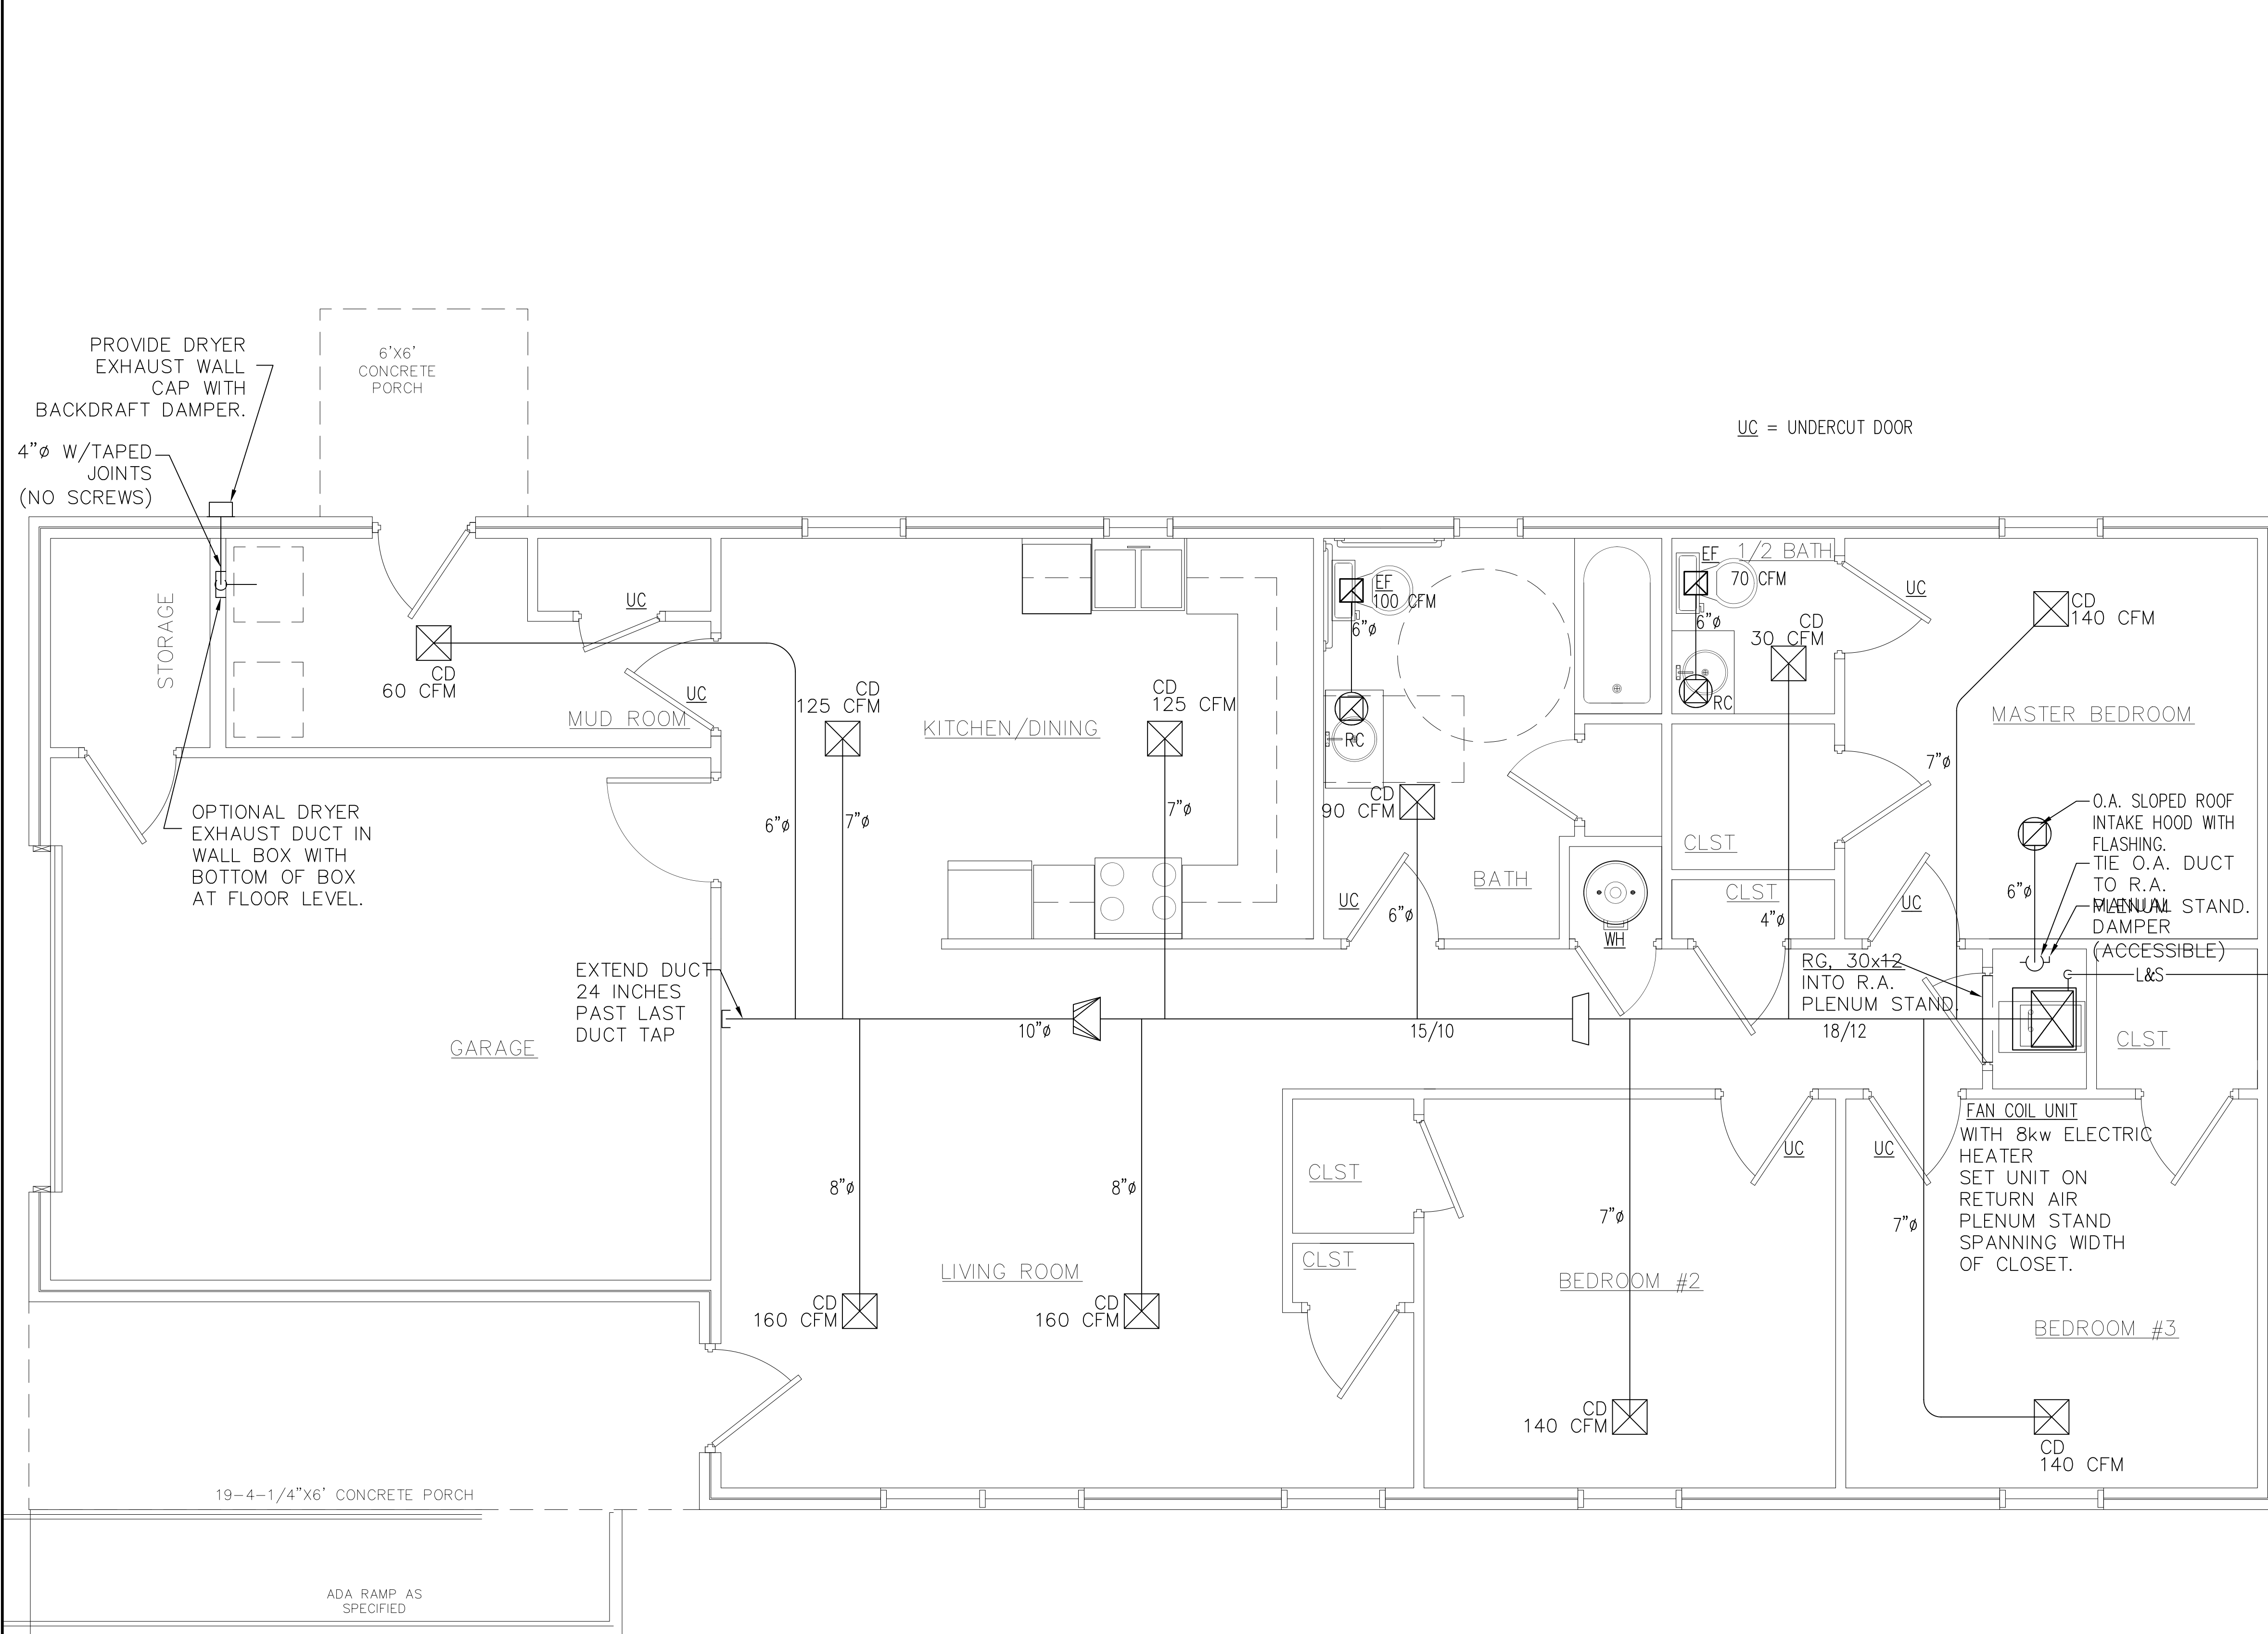 PROVIDE DRYER
EXHAUST WALL
CAP WITH
BACKDRAFT DAMPER.
6'X6'
CONCRETE
PORCH
4"ø W/TAPED
JOINTS
(NO SCREWS)
UC = UNDERCUT DOOR
STORAGE
UC
CD
60 CFM
UC
MUD ROOM
CD
125 CFM
KITCHEN/DINING
CD
125 CFM
6"ø
7"ø
7"ø
EF
100 CFM
6"ø
RC
CD
90 CFM
BATH
UC
6"ø
WH
EF
1/2 BATH
70 CFM
6"ø
CD
30 CFM
RC
UC
CD
140 CFM
MASTER BEDROOM
7"ø
CLST
CLST
4"ø
UC
O.A. SLOPED ROOF
INTAKE HOOD WITH
FLASHING.
TIE O.A. DUCT
TO R.A.
PLENUM STAND.
MANUAL
DAMPER
(ACCESSIBLE)
6"ø
L&S
RG, 30x12
INTO R.A.
PLENUM STAND.
OPTIONAL DRYER
EXHAUST DUCT IN
WALL BOX WITH
BOTTOM OF BOX
AT FLOOR LEVEL.
EXTEND DUCT
24 INCHES
PAST LAST
DUCT TAP
GARAGE
10"ø
15/10
18/12
CLST
8"ø
8"ø
CLST
CLST
LIVING ROOM
CD
160 CFM
CD
160 CFM
7"ø
UC
BEDROOM #2
CD
140 CFM
UC
7"ø
FAN COIL UNIT
WITH 8kw ELECTRIC
HEATER
SET UNIT ON
RETURN AIR
PLENUM STAND
SPANNING WIDTH
OF CLOSET.
BEDROOM #3
CD
140 CFM
19-4-1/4"X6' CONCRETE PORCH
ADA RAMP AS
SPECIFIED